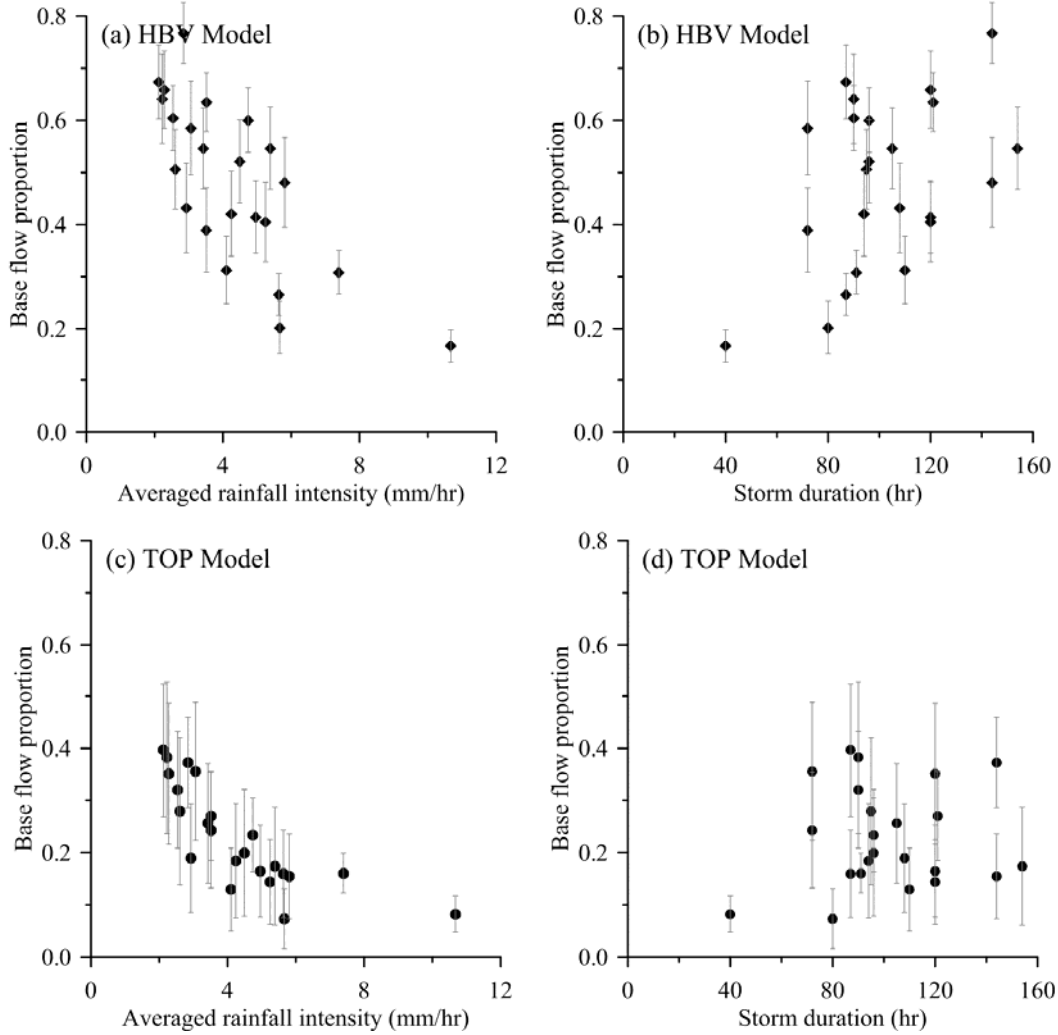 (a) HBV Model
0.8
0.6
0.4
0.2
0.0
Base flow proportion
0 4 8 12
Averaged rainfall intensity (mm/hr)
(b) HBV Model
0.8
0.6
0.4
0.2
0.0
Base flow proportion
0 40 80 120 160
Storm duration (hr)
(c) TOP Model
0.8
0.6
0.4
0.2
0.0
Base flow proportion
0 4 8 12
Averaged rainfall intensity (mm/hr)
(d) TOP Model
0.8
0.6
0.4
0.2
0.0
Base flow proportion
0 40 80 120 160
Storm duration (hr)